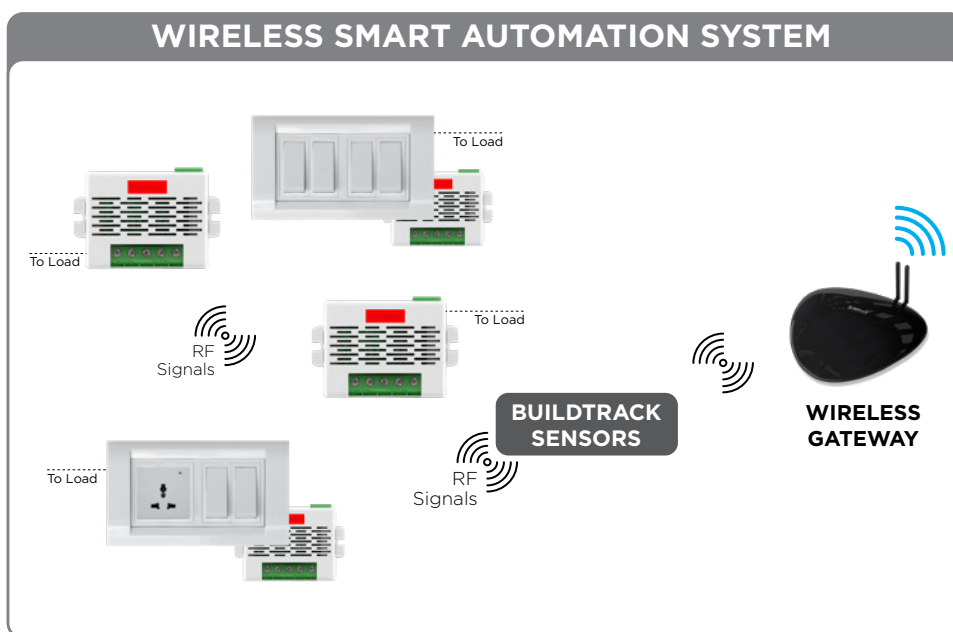 WIRELESS SMART AUTOMATION SYSTEM
To Load
To Load
To Load
RF
Signals
BUILDTRACK
SENSORS
WIRELESS
GATEWAY
To Load
RF
Signals